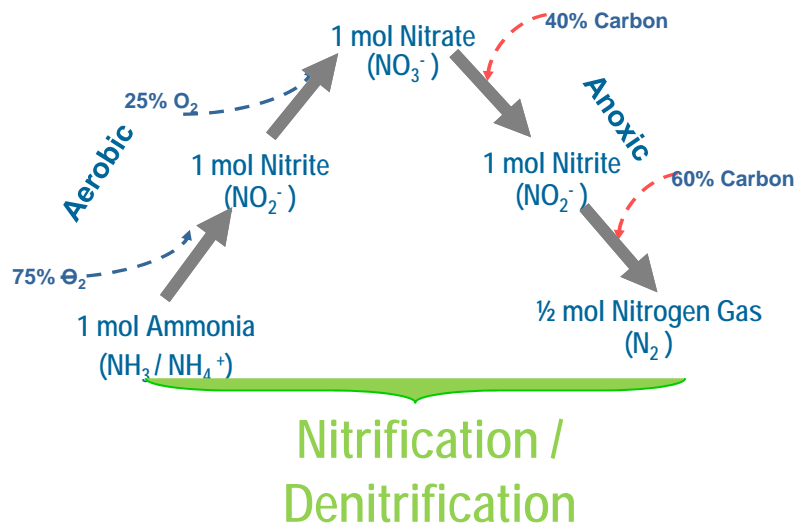 1 mol Nitrate
(NO₃⁻)
40% Carbon
25% O₂
Aerobic
Anoxic
1 mol Nitrite
(NO₂⁻)
1 mol Nitrite
(NO₂⁻)
60% Carbon
75% O₂
1 mol Ammonia
(NH₃ / NH₄⁺)
½ mol Nitrogen Gas
(N₂)
Nitrification /
Denitrification